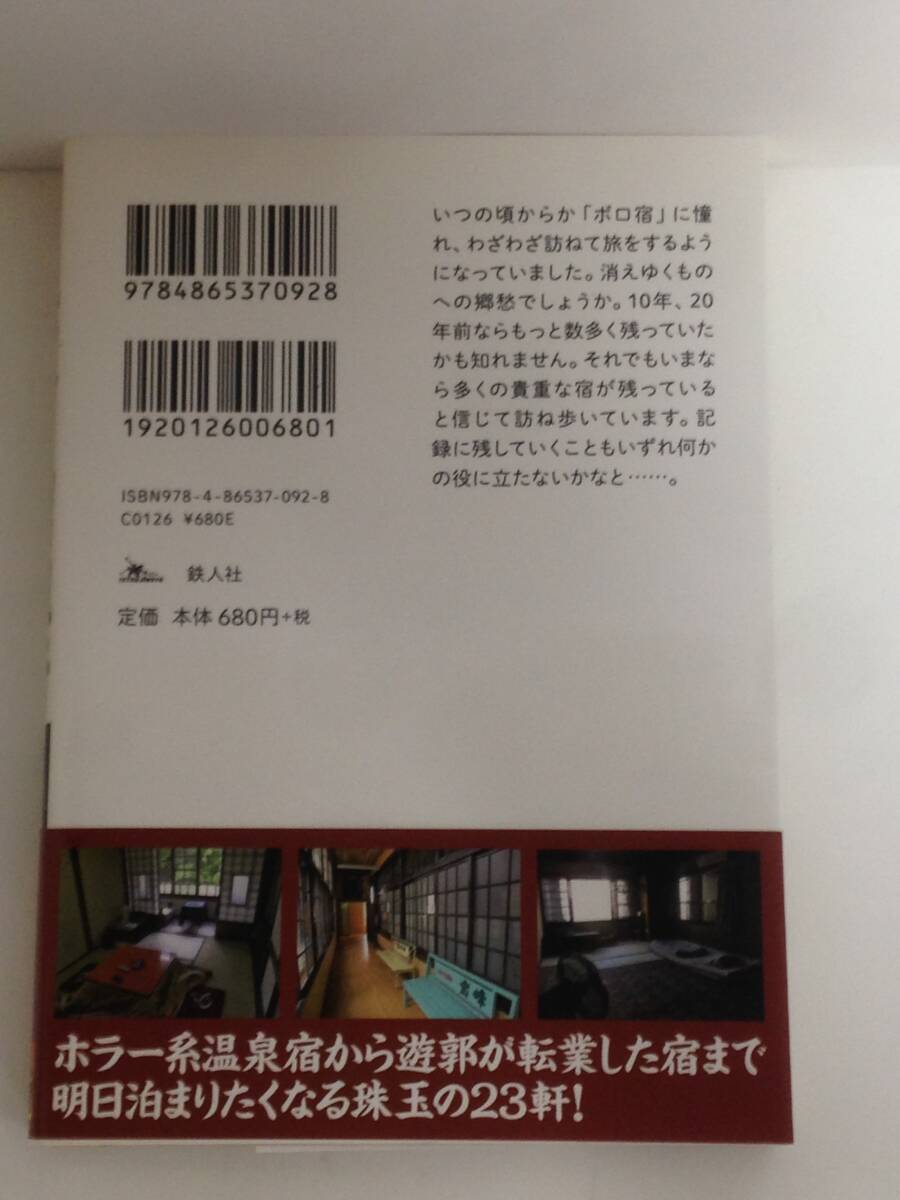 9784865370928
1920126006801
ISBN978-4-86537-092-8
C0126 ¥680E
鉄人社
定価 本体680円+税
いつの頃からか「ボロ宿」に憧
れ、わざわざ訪ねて旅をするよう
になっていました。消えゆくもの
への郷愁でしょうか。10年、20
年前ならもっと数多く残っていた
かも知れません。それでもいまな
ら多くの貴重な宿が残っている
と信じて訪ね歩いています。記
録に残していくこともいずれ何か
の役に立たないかなと……。
ホラー系温泉宿から遊郭が転業した宿まで
明日泊まりたくなる珠玉の23軒!